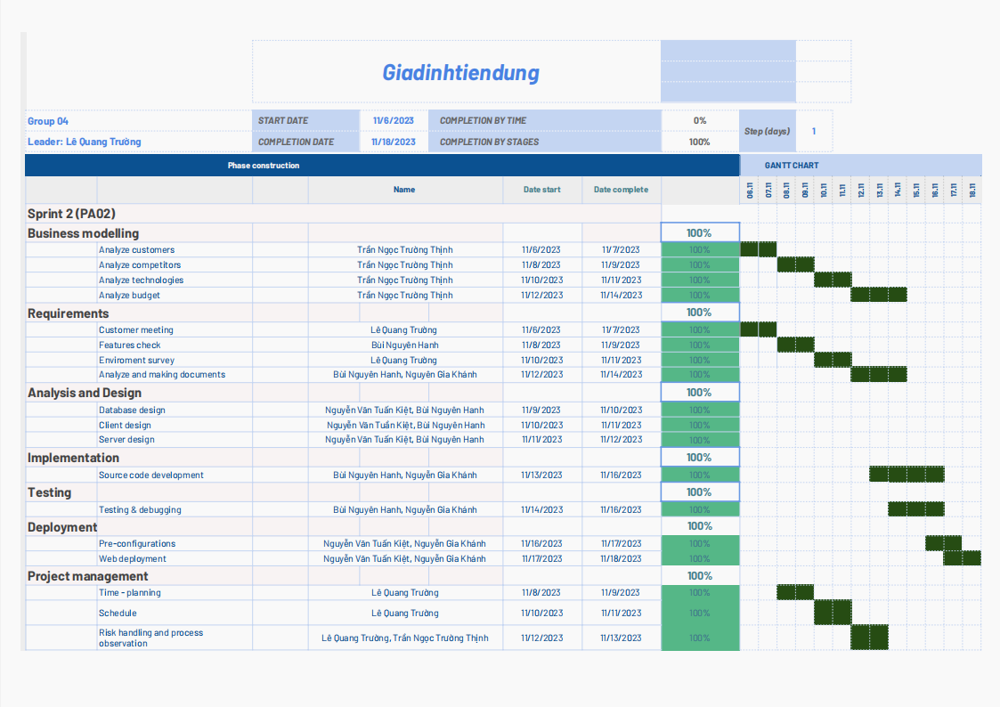 Giadinhtiendung
Group 04 START DATE 11/6/2023 COMPLETION BY TIME 0% Step (days) 1
Leader: Lê Quang Trường COMPLETION DATE 11/18/2023 COMPLETION BY STAGES 100%
Phase construction GANTT CHART
Name Date start Date complete 06.11 07.11 08.11 09.11 10.11 11.11 12.11 13.11 14.11 15.11 16.11 17.11 18.11
Sprint 2 (PA02)
Business modelling 100%
Analyze customers Trần Ngọc Trường Thịnh 11/6/2023 11/7/2023 100%
Analyze competitors Trần Ngọc Trường Thịnh 11/8/2023 11/9/2023 100%
Analyze technologies Trần Ngọc Trường Thịnh 11/10/2023 11/11/2023 100%
Analyze budget Trần Ngọc Trường Thịnh 11/12/2023 11/14/2023 100%
Requirements 100%
Customer meeting Lê Quang Trường 11/6/2023 11/7/2023 100%
Features check Bùi Nguyên Hanh 11/8/2023 11/9/2023 100%
Enviroment survey Lê Quang Trường 11/10/2023 11/11/2023 100%
Analyze and making documents Bùi Nguyên Hanh, Nguyên Gia Khánh 11/12/2023 11/14/2023 100%
Analysis and Design 100%
Database design Nguyễn Văn Tuấn Kiệt, Bùi Nguyên Hanh 11/9/2023 11/10/2023 100%
Client design Nguyễn Văn Tuấn Kiệt, Bùi Nguyên Hanh 11/10/2023 11/11/2023 100%
Server design Nguyễn Văn Tuấn Kiệt, Bùi Nguyên Hanh 11/11/2023 11/12/2023 100%
Implementation 100%
Source code development Bùi Nguyên Hanh, Nguyễn Gia Khánh 11/13/2023 11/16/2023 100%
Testing 100%
Testing & debugging Bùi Nguyên Hanh, Nguyễn Gia Khánh 11/14/2023 11/16/2023 100%
Deployment 100%
Pre-configurations Nguyễn Văn Tuấn Kiệt, Nguyễn Gia Khánh 11/16/2023 11/17/2023 100%
Web deployment Nguyễn Văn Tuấn Kiệt, Nguyễn Gia Khánh 11/17/2023 11/18/2023 100%
Project management 100%
Time - planning Lê Quang Trường 11/8/2023 11/9/2023 100%
Schedule Lê Quang Trường 11/10/2023 11/11/2023 100%
Risk handling and process
observation Lê Quang Trường, Trần Ngọc Trường Thịnh 11/12/2023 11/13/2023 100%